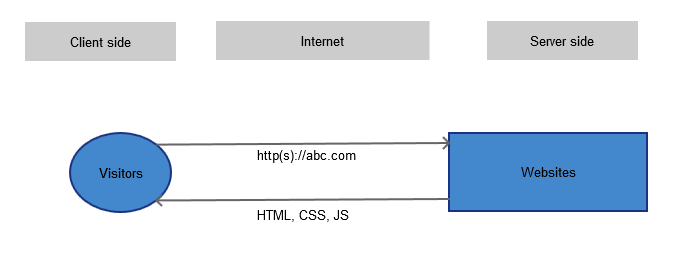 Client side
Internet
Server side
http(s)://abc.com
Visitors
Websites
HTML, CSS, JS